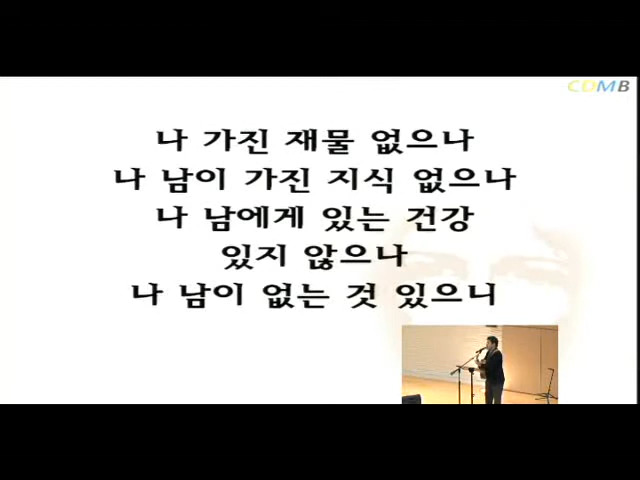 CDMB
나 가진 재물 없으나
나 남이 가진 지식 없으나
나 남에게 있는 건강
있지 않으나
나 남이 없는 것 있으니